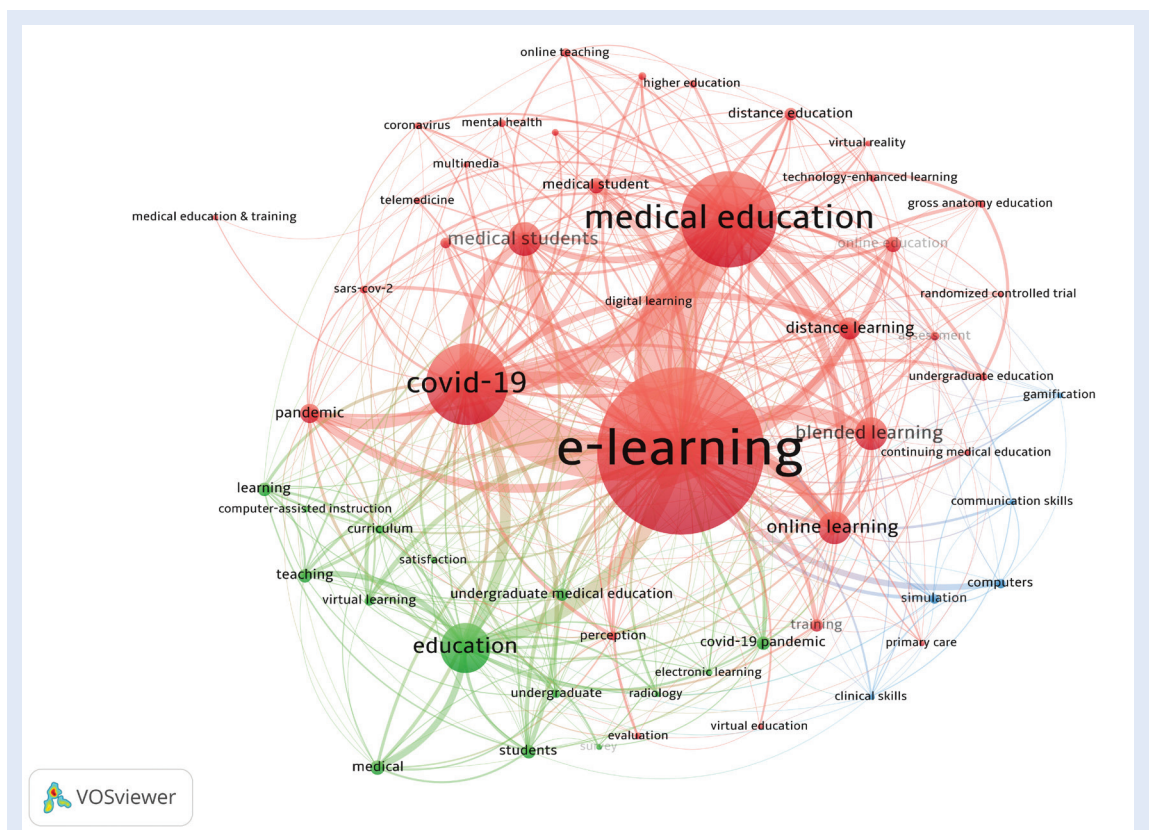 online teaching
higher education
distance education
coronavirus
mental health
virtual reality
multimedia
technology-enhanced learning
medical student
telemedicine
gross anatomy education
medical education & training
medical education
medical students
online education
sars-cov-2
digital learning
randomized controlled trial
distance learning
assessment
undergraduate education
covid-19
gamification
pandemic
blended learning
e-learning
continuing medical education
learning
communication skills
computer-assisted instruction
curriculum
online learning
satisfaction
teaching
computers
virtual learning
undergraduate medical education
simulation
training
perception
education
covid-19 pandemic
primary care
electronic learning
undergraduate
radiology
clinical skills
virtual education
evaluation
survey
students
medical
VOSviewer